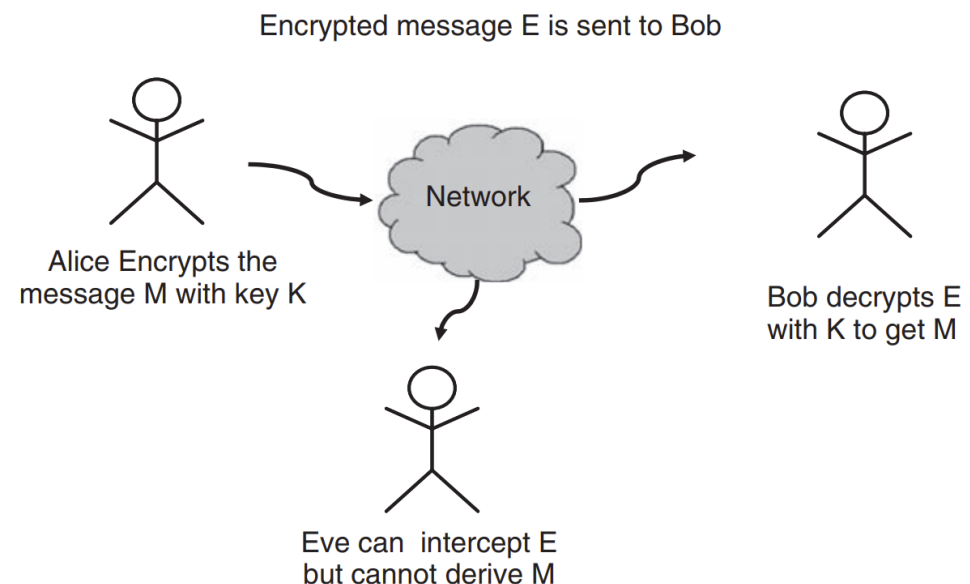 Encrypted message E is sent to Bob
Network
Alice Encrypts the
message M with key K
Bob decrypts E
with K to get M
Eve can intercept E
but cannot derive M